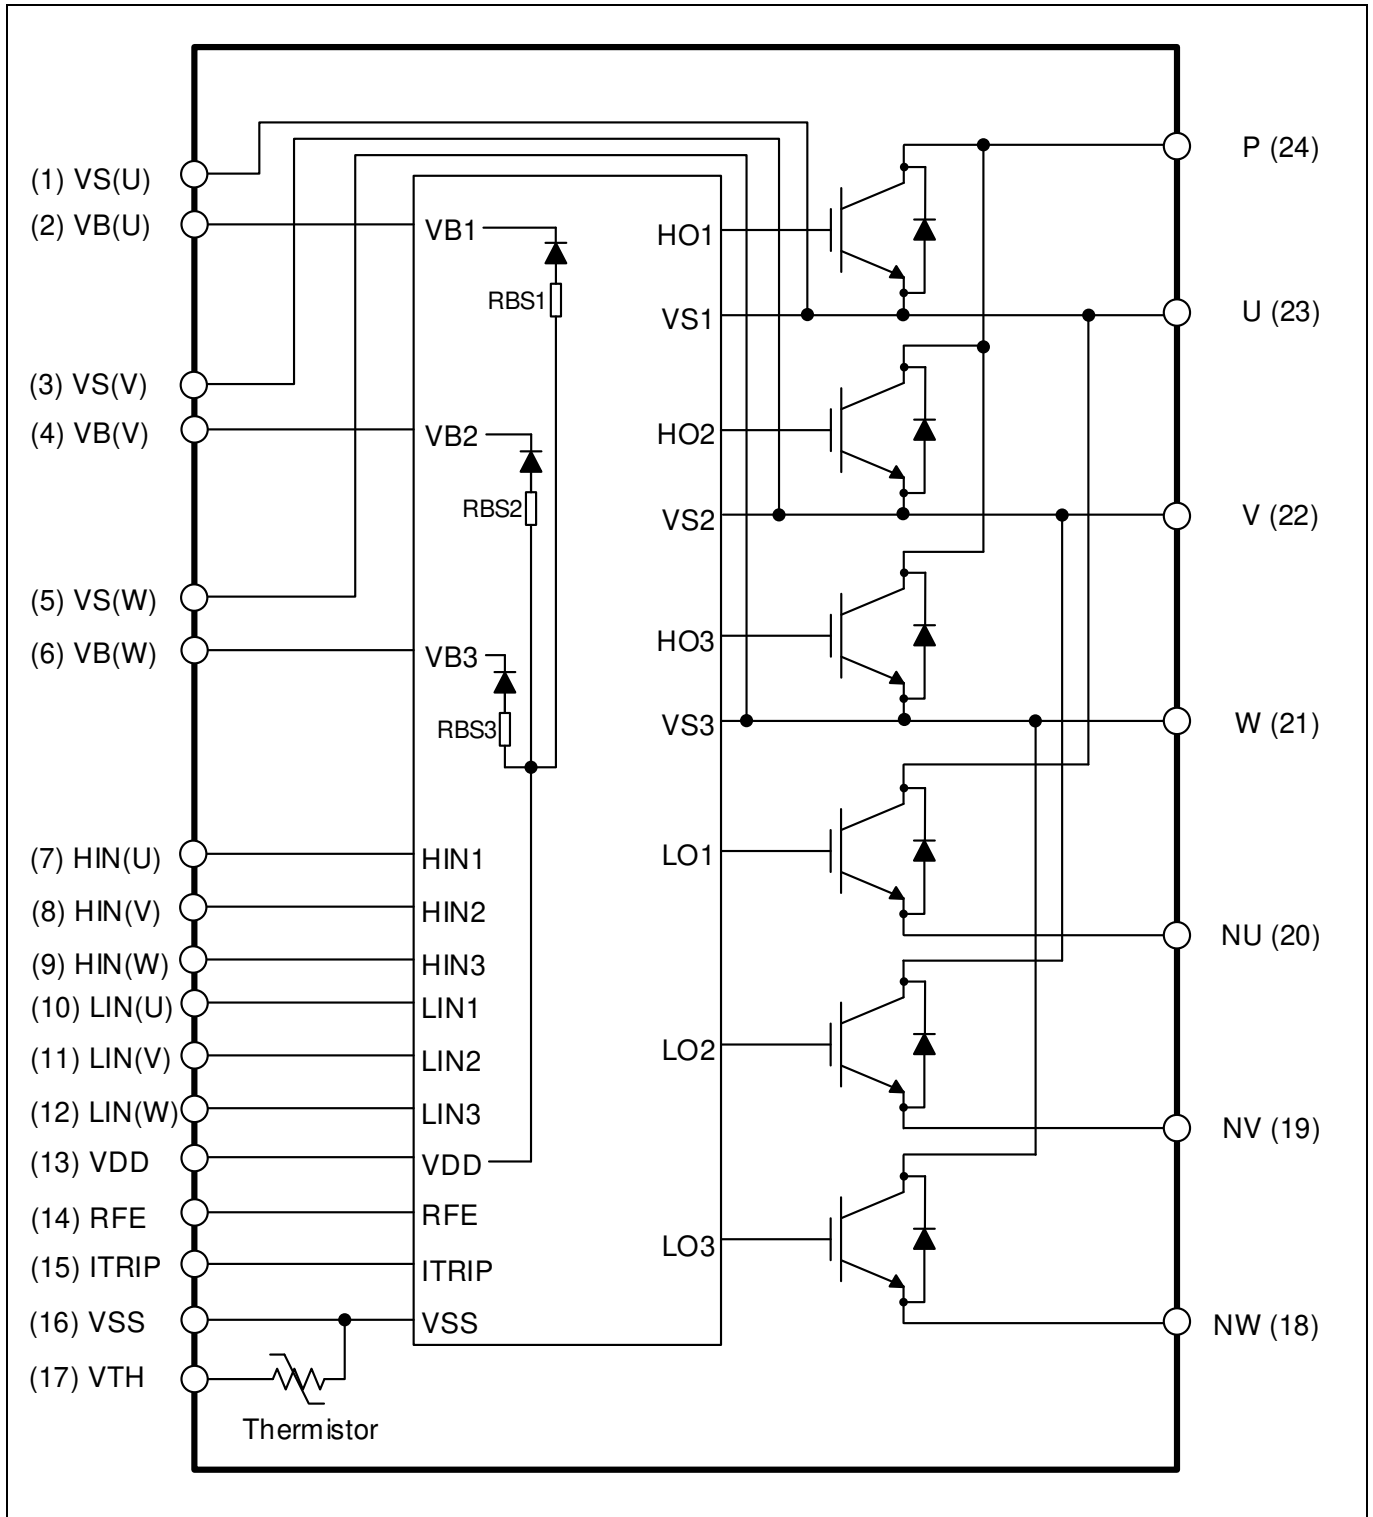 (1) VS(U)
(2) VB(U)
(3) VS(V)
(4) VB(V)
(5) VS(W)
(6) VB(W)
(7) HIN(U)
(8) HIN(V)
(9) HIN(W)
(10) LIN(U)
(11) LIN(V)
(12) LIN(W)
(13) VDD
(14) RFE
(15) ITRIP
(16) VSS
(17) VTH
Thermistor
VB1
RBS1
VB2
RBS2
VB3
RBS3
HIN1
HIN2
HIN3
LIN1
LIN2
LIN3
VDD
RFE
ITRIP
VSS
HO1
VS1
HO2
VS2
HO3
VS3
LO1
LO2
LO3
P (24)
U (23)
V (22)
W (21)
NU (20)
NV (19)
NW (18)